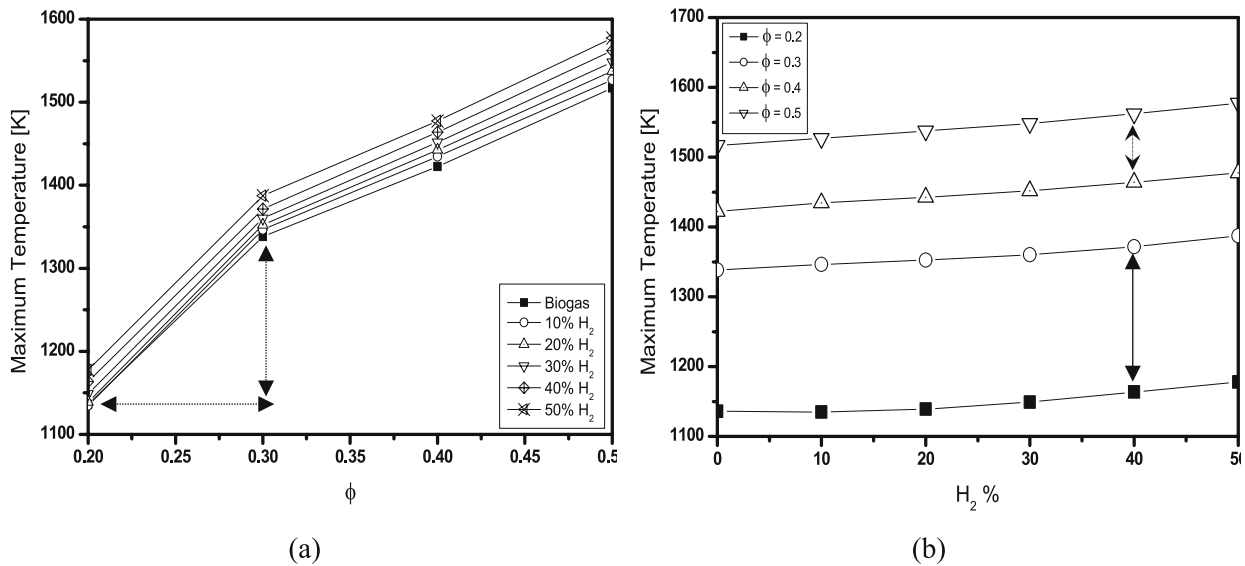 1600
1500
1400
1300
1200
1100
Maximum Temperature [K]
0.20
0.25
0.30
0.35
0.40
0.45
0.5
ϕ
Biogas
10% H₂
20% H₂
30% H₂
40% H₂
50% H₂
(a)
1700
1600
1500
1400
1300
1200
1100
Maximum Temperature [K]
0
10
20
30
40
50
H₂ %
ϕ = 0.2
ϕ = 0.3
ϕ = 0.4
ϕ = 0.5
(b)